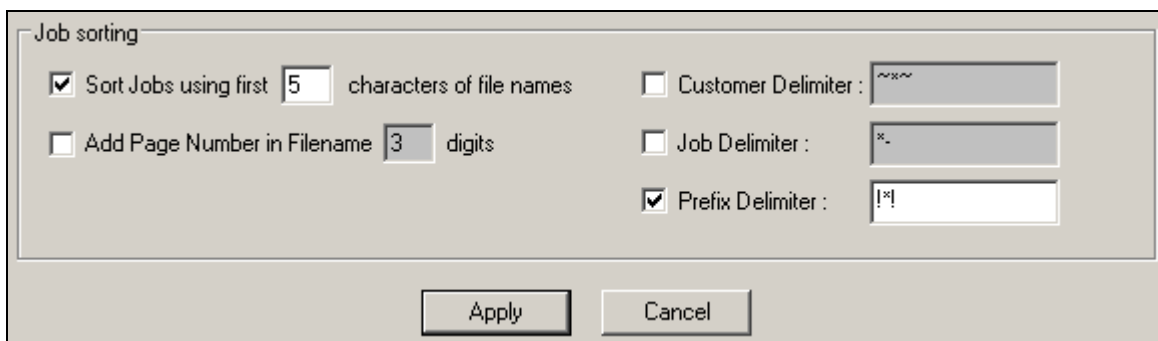 Job sorting
Sort Jobs using first 5 characters of file names
Customer Delimiter : ~*~
Add Page Number in Filename 3 digits
Job Delimiter : *-
Prefix Delimiter : !*!
Apply Cancel